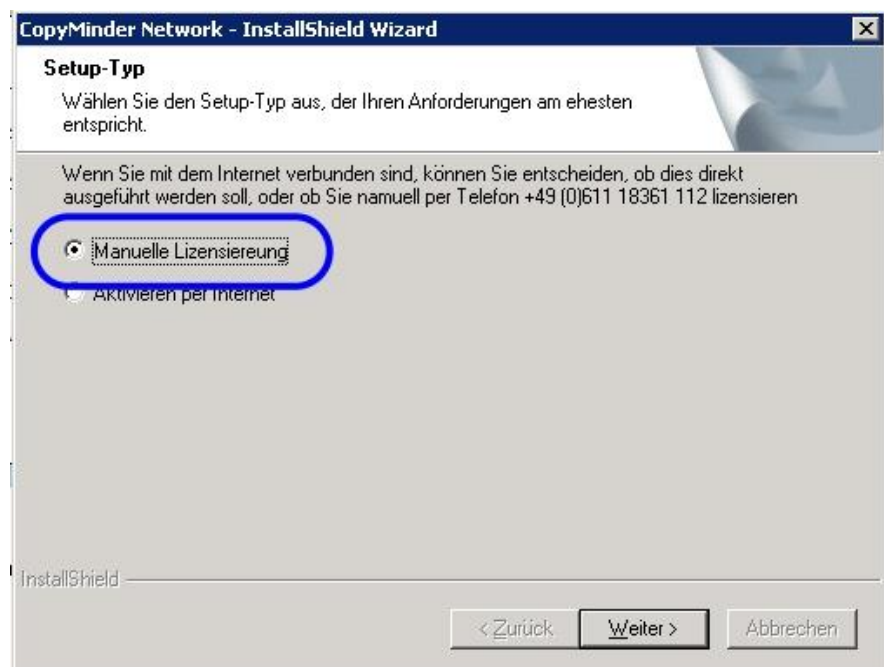 CopyMinder Network - InstallShield Wizard
Setup-Typ
Wählen Sie den Setup-Typ aus, der Ihren Anforderungen am ehesten
entspricht.
Wenn Sie mit dem Internet verbunden sind, können Sie entscheiden, ob dies direkt
ausgeführt werden soll, oder ob Sie namuell per Telefon +49 (0)611 18361 112 lizensieren
Manuelle Lizensiereung
Aktivieren per Internet
InstallShield
< Zurück Weiter > Abbrechen